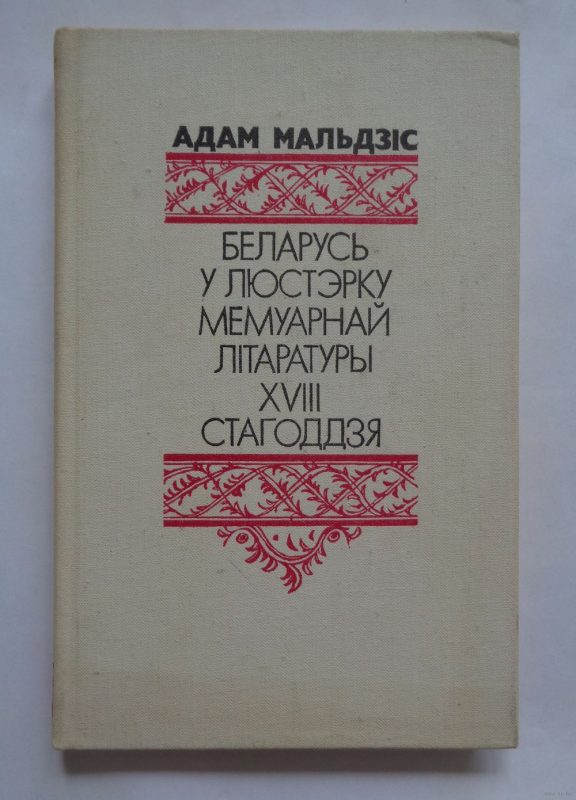 АДАМ МАЛЬДЗІС
БЕЛАРУСЬ
У ЛЮСТЭРКУ
МЕМУАРНАЙ
ЛІТАРАТУРЫ
XVIII
СТАГОДДЗЯ